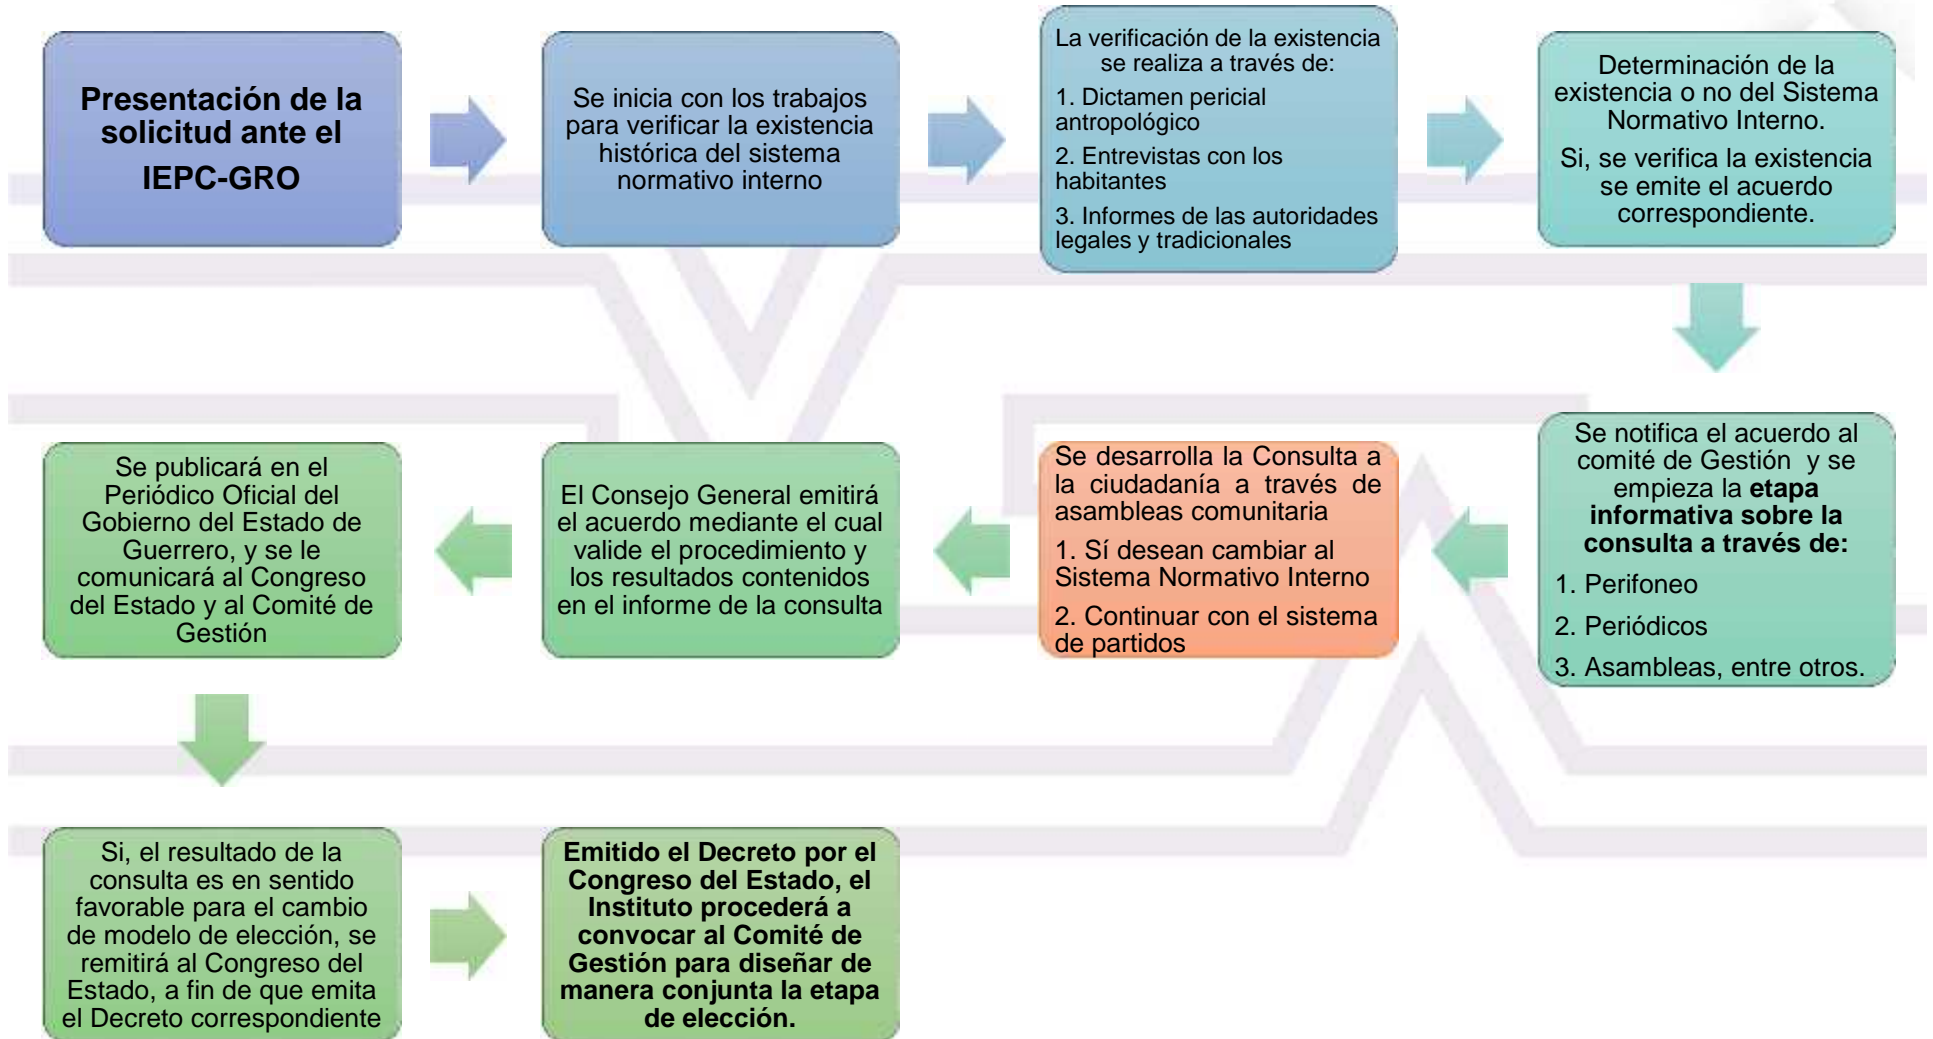 Presentación de la
solicitud ante el
IEPC-GRO
Se inicia con los trabajos
para verificar la existencia
histórica del sistema
normativo interno
La verificación de la existencia
se realiza a través de:
1. Dictamen pericial
antropológico
2. Entrevistas con los
habitantes
3. Informes de las autoridades
legales y tradicionales
Determinación de la
existencia o no del Sistema
Normativo Interno.
Si, se verifica la existencia
se emite el acuerdo
correspondiente.
Se notifica el acuerdo al
comité de Gestión y se
empieza la etapa
informativa sobre la
consulta a través de:
1. Perifoneo
2. Periódicos
3. Asambleas, entre otros.
Se desarrolla la Consulta a
la ciudadanía a través de
asambleas comunitaria
1. Sí desean cambiar al
Sistema Normativo Interno
2. Continuar con el sistema
de partidos
El Consejo General emitirá
el acuerdo mediante el cual
valide el procedimiento y
los resultados contenidos
en el informe de la consulta
Se publicará en el
Periódico Oficial del
Gobierno del Estado de
Guerrero, y se le
comunicará al Congreso
del Estado y al Comité de
Gestión
Si, el resultado de la
consulta es en sentido
favorable para el cambio
de modelo de elección, se
remitirá al Congreso del
Estado, a fin de que emita
el Decreto correspondiente
Emitido el Decreto por el
Congreso del Estado, el
Instituto procederá a
convocar al Comité de
Gestión para diseñar de
manera conjunta la etapa
de elección.